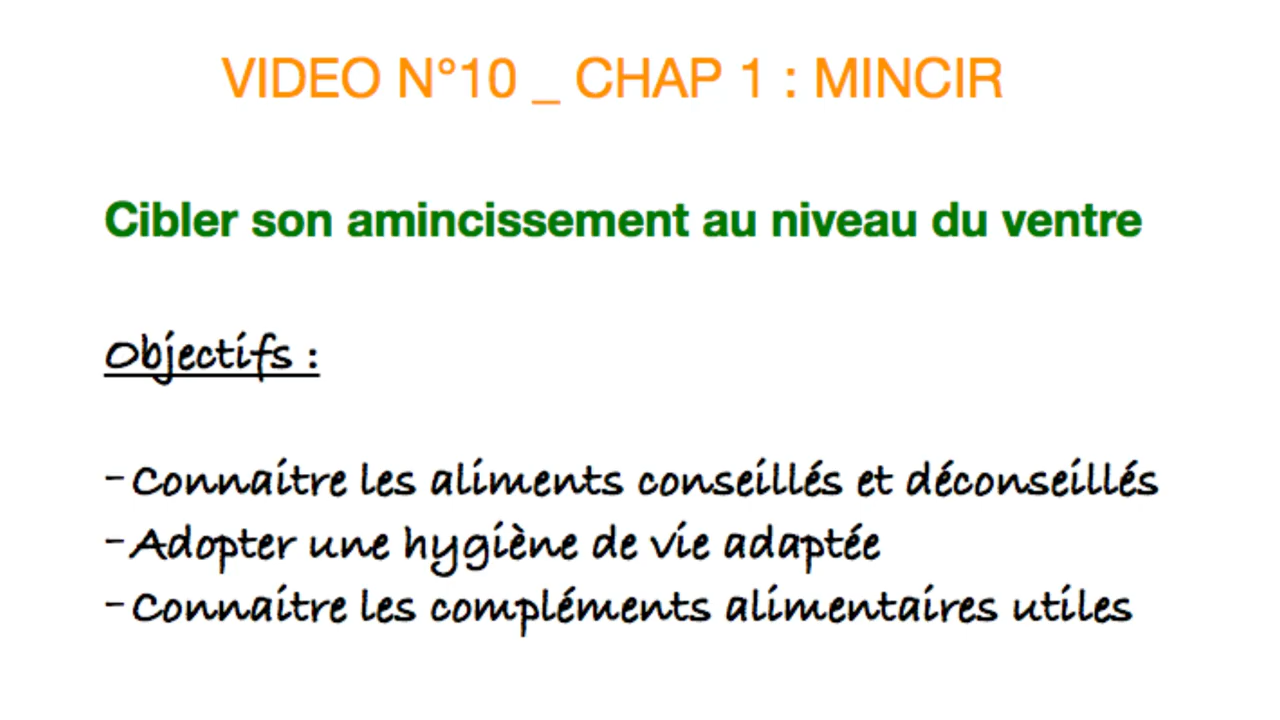 VIDEO N°10 _ CHAP 1 : MINCIR
Cibler son amincissement au niveau du ventre
Objectifs :
- Connaitre les aliments conseillés et déconseillés
- Adopter une hygiène de vie adaptée
- Connaitre les compléments alimentaires utiles